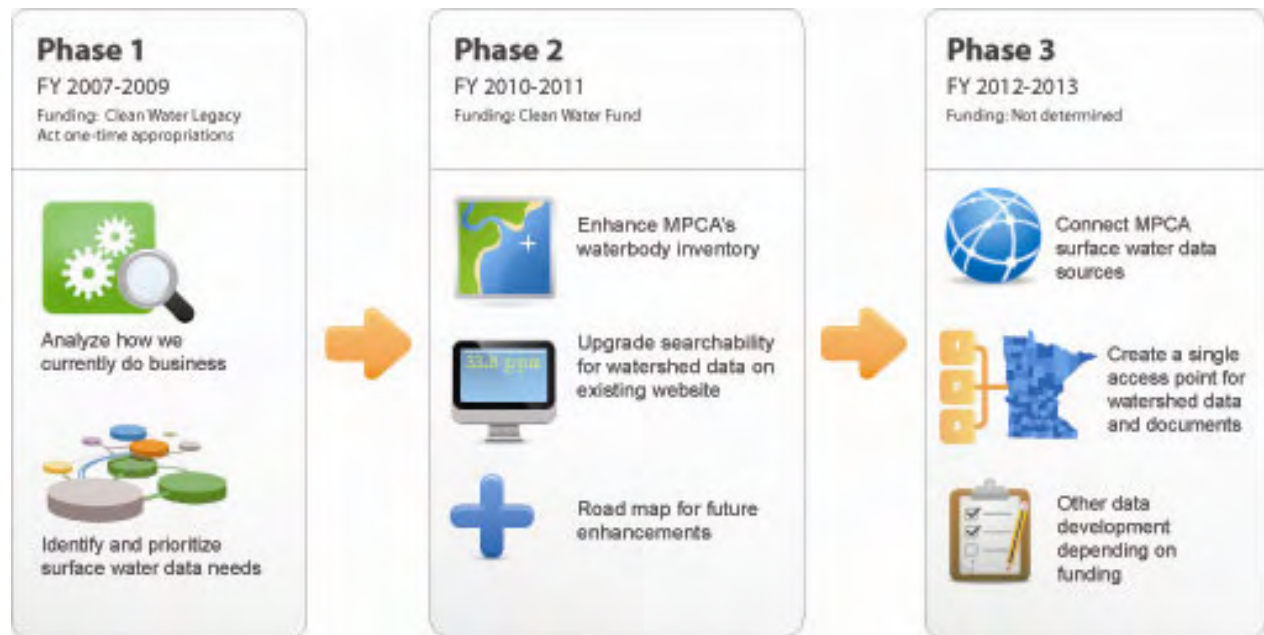 Phase 1
FY 2007-2009
Funding: Clean Water Legacy
Act one-time appropriations
Analyze how we
currently do business
Identify and prioritize
surface water data needs
Phase 2
FY 2010-2011
Funding: Clean Water Fund
Enhance MPCA's
waterbody inventory
33.8 ppm
Upgrade searchability
for watershed data on
existing website
Road map for future
enhancements
Phase 3
FY 2012-2013
Funding: Not determined
Connect MPCA
surface water data
sources
Create a single
access point for
watershed data
and documents
Other data
development
depending on
funding